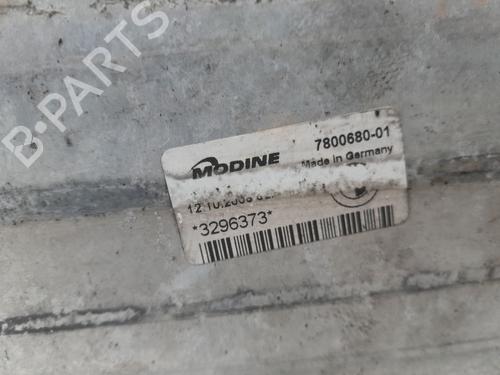 B-PARTS
MODINE
7800680-01
Made in Germany
*3296373*